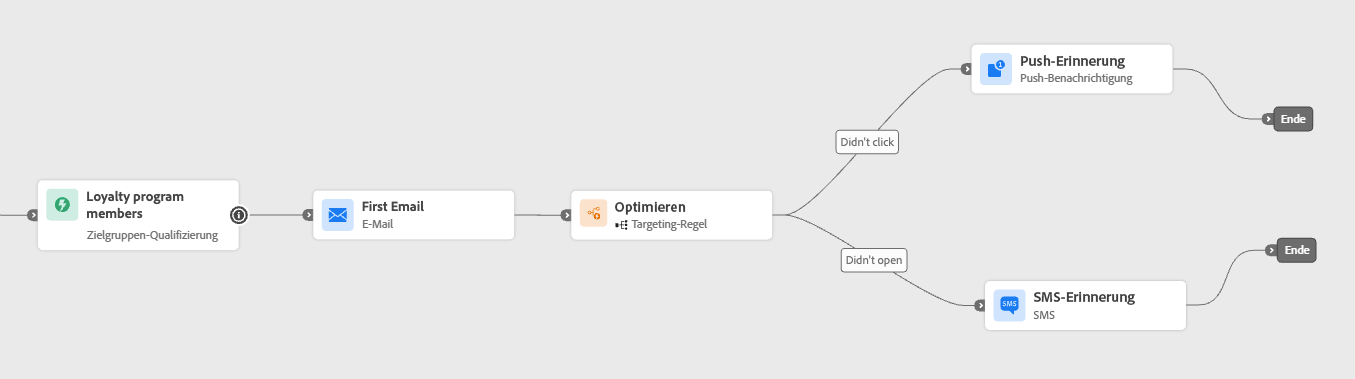 Loyalty program
members
Zielgruppen-Qualifizierung
First Email
E-Mail
Optimieren
Targeting-Regel
Didn't click
Push-Erinnerung
Push-Benachrichtigung
Ende
Didn't open
SMS
SMS-Erinnerung
SMS
Ende